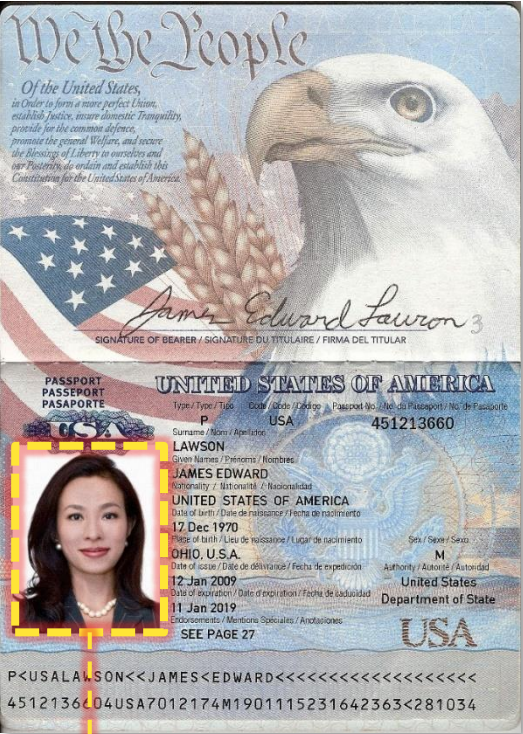 We the People
Of the United States,
in Order to form a more perfect Union,
establish Justice, insure domestic Tranquility,
provide for the common defence,
promote the general Welfare, and secure
the Blessings of Liberty to ourselves and
our Posterity, do ordain and establish this
Constitution for the United States of America.
James Edward Lawson 3
SIGNATURE OF BEARER / SIGNATURE DU TITULAIRE / FIRMA DEL TITULAR
PASSPORT
PASSEPORT
PASAPORTE
USA
UNITED STATES OF AMERICA
Type / Type / Tipo Code / Code / Código Passport No. / No. du Passeport / No. de Pasaporte
P USA 451213660
Surname / Nom / Apellidos
LAWSON
Given Names / Prénoms / Nombres
JAMES EDWARD
Nationality / Nationalité / Nacionalidad
UNITED STATES OF AMERICA
Date of birth / Date de naissance / Fecha de nacimiento
17 Dec 1970
Place of birth / Lieu de naissance / Lugar de nacimiento Sex / Sexe / Sexo
OHIO, U.S.A. M
Date of issue / Date de délivrance / Fecha de expedición Authority / Autorité / Autoridad
12 Jan 2009 United States
Date of expiration / Date d'expiration / Fecha de caducidad Department of State
11 Jan 2019
Endorsements / Mentions Spéciales / Anotaciones
SEE PAGE 27 USA
P<USALAWSON<<JAMES<EDWARD<<<<<<<<<<<<<<<<<<<
4512136604USA7012174M1901115231642363<281034